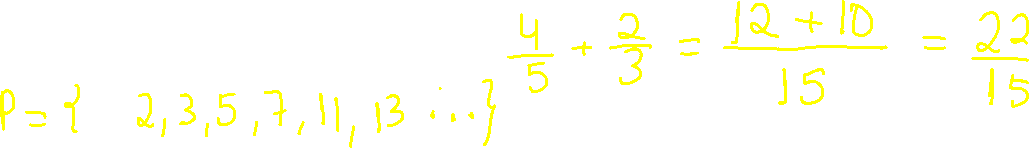 4/5 + 2/3 = (12 + 10)/15 = 22/15
P = { 2, 3, 5, 7, 11, 13 ...}